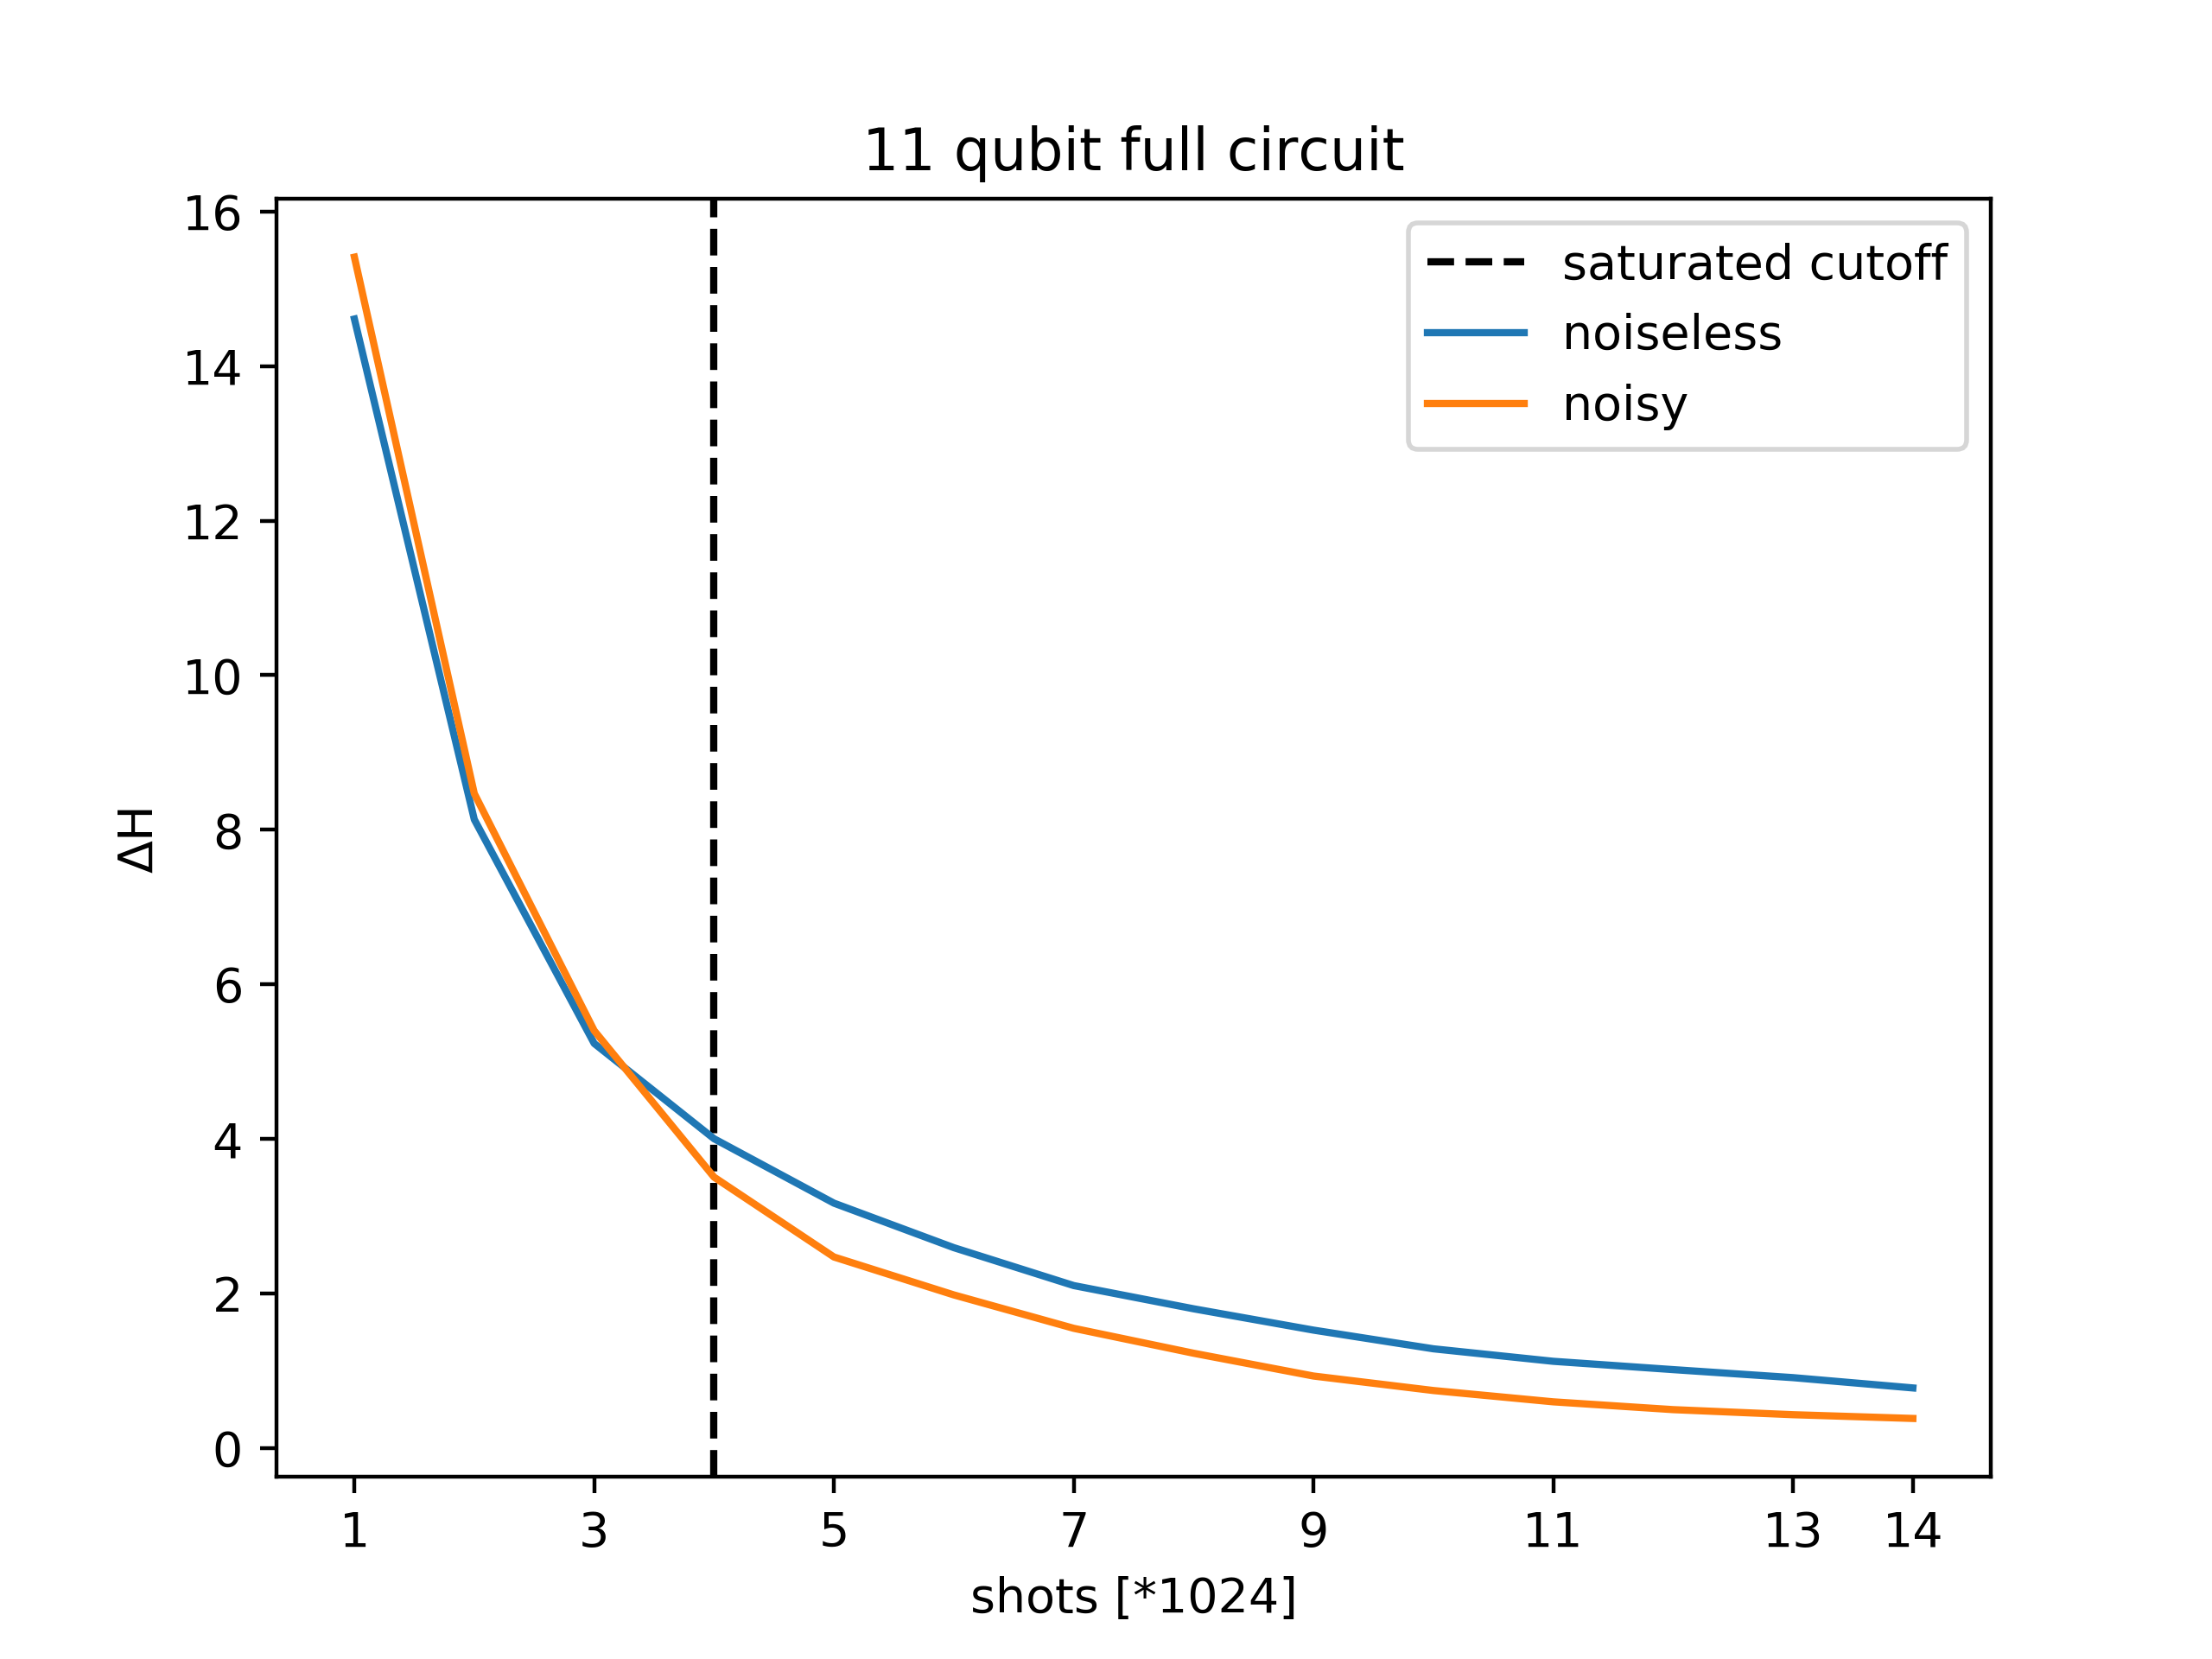 11 qubit full circuit
16
14
12
10
8
6
4
2
0
ΔH
saturated cutoff
noiseless
noisy
1 3 5 7 9 11 13 14
shots [*1024]